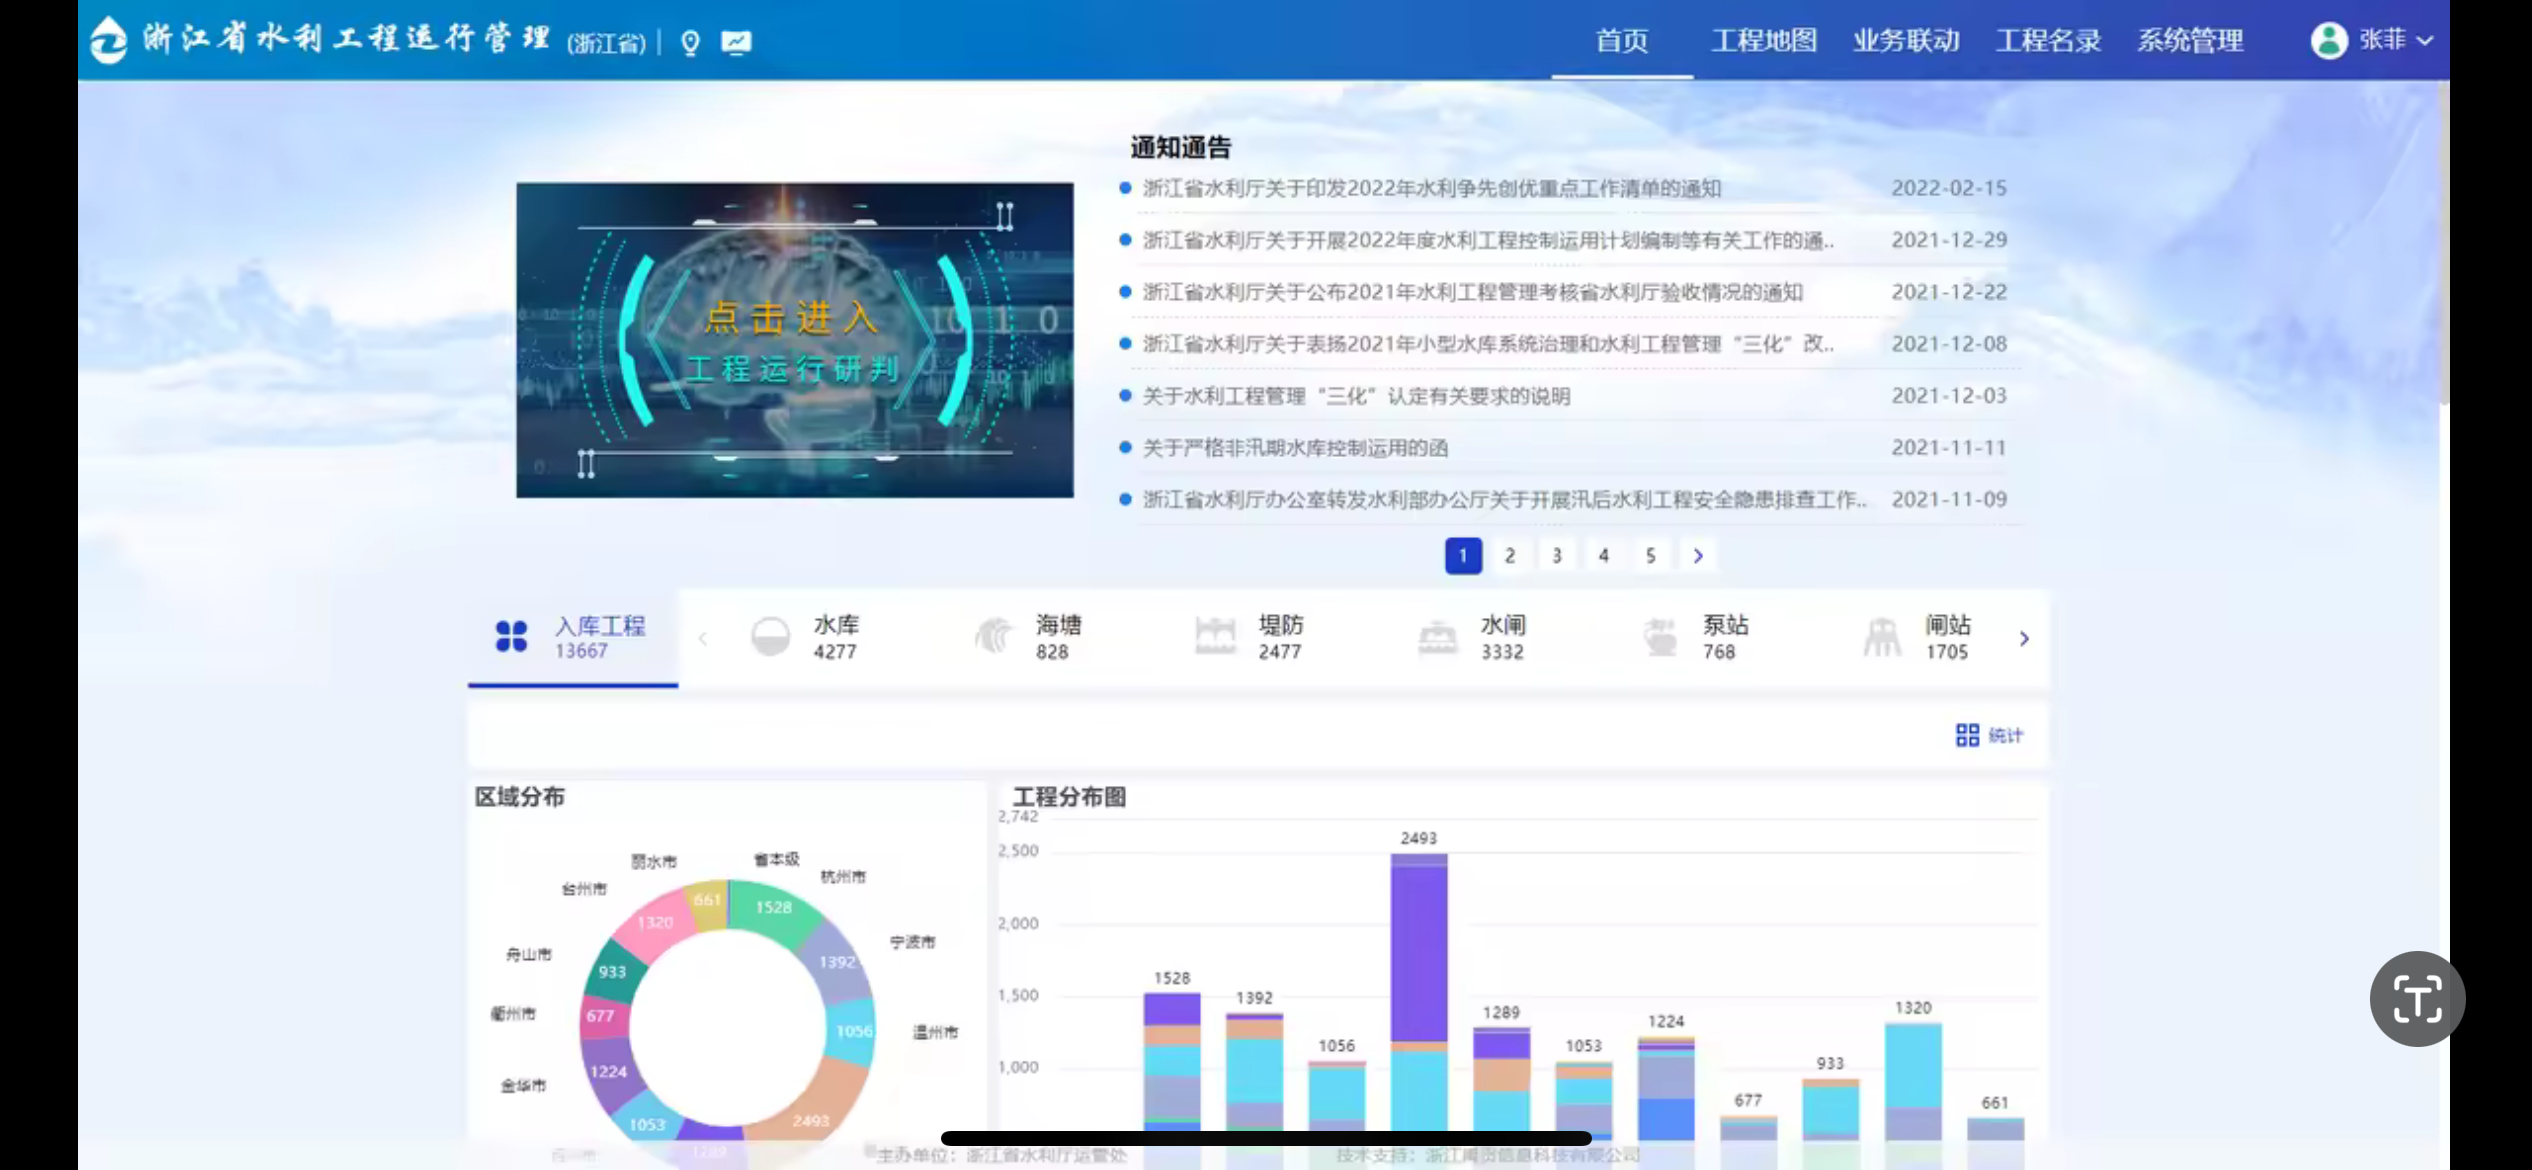 浙江省水利工程运行管理 (浙江省)
首页 工程地图 业务联动 工程名录 系统管理 张菲
通知通告
浙江省水利厅关于印发2022年水利争先创优重点工作清单的通知 2022-02-15
浙江省水利厅关于开展2022年度水利工程控制运用计划编制等有关工作的通.. 2021-12-29
浙江省水利厅关于公布2021年水利工程管理考核省水利厅验收情况的通知 2021-12-22
浙江省水利厅关于表扬2021年小型水库系统治理和水利工程管理“三化”改.. 2021-12-08
关于水利工程管理“三化”认定有关要求的说明 2021-12-03
关于严格非汛期水库控制运用的函 2021-11-11
浙江省水利厅办公室转发水利部办公厅关于开展汛后水利工程安全隐患排查工作.. 2021-11-09
点击进入
工程运行研判
1 2 3 4 5
入库工程 水库 海塘 堤防 水闸 泵站 闸站
13667 4277 828 2477 3332 768 1705
统计
区域分布
丽水市 省本级
台州市 杭州市
舟山市 宁波市
衢州市 温州市
金华市
661 1528
1320
1392
933
677 1056
1224
1053 2493
1289
工程分布图
2,742
2,500
2,000
1,500
1,000
1528 1392 1056 2493 1289 1053 1224 677 933 1320 661
主办单位：浙江省水利厅运管处
技术支持：浙江 信息科技有限公司